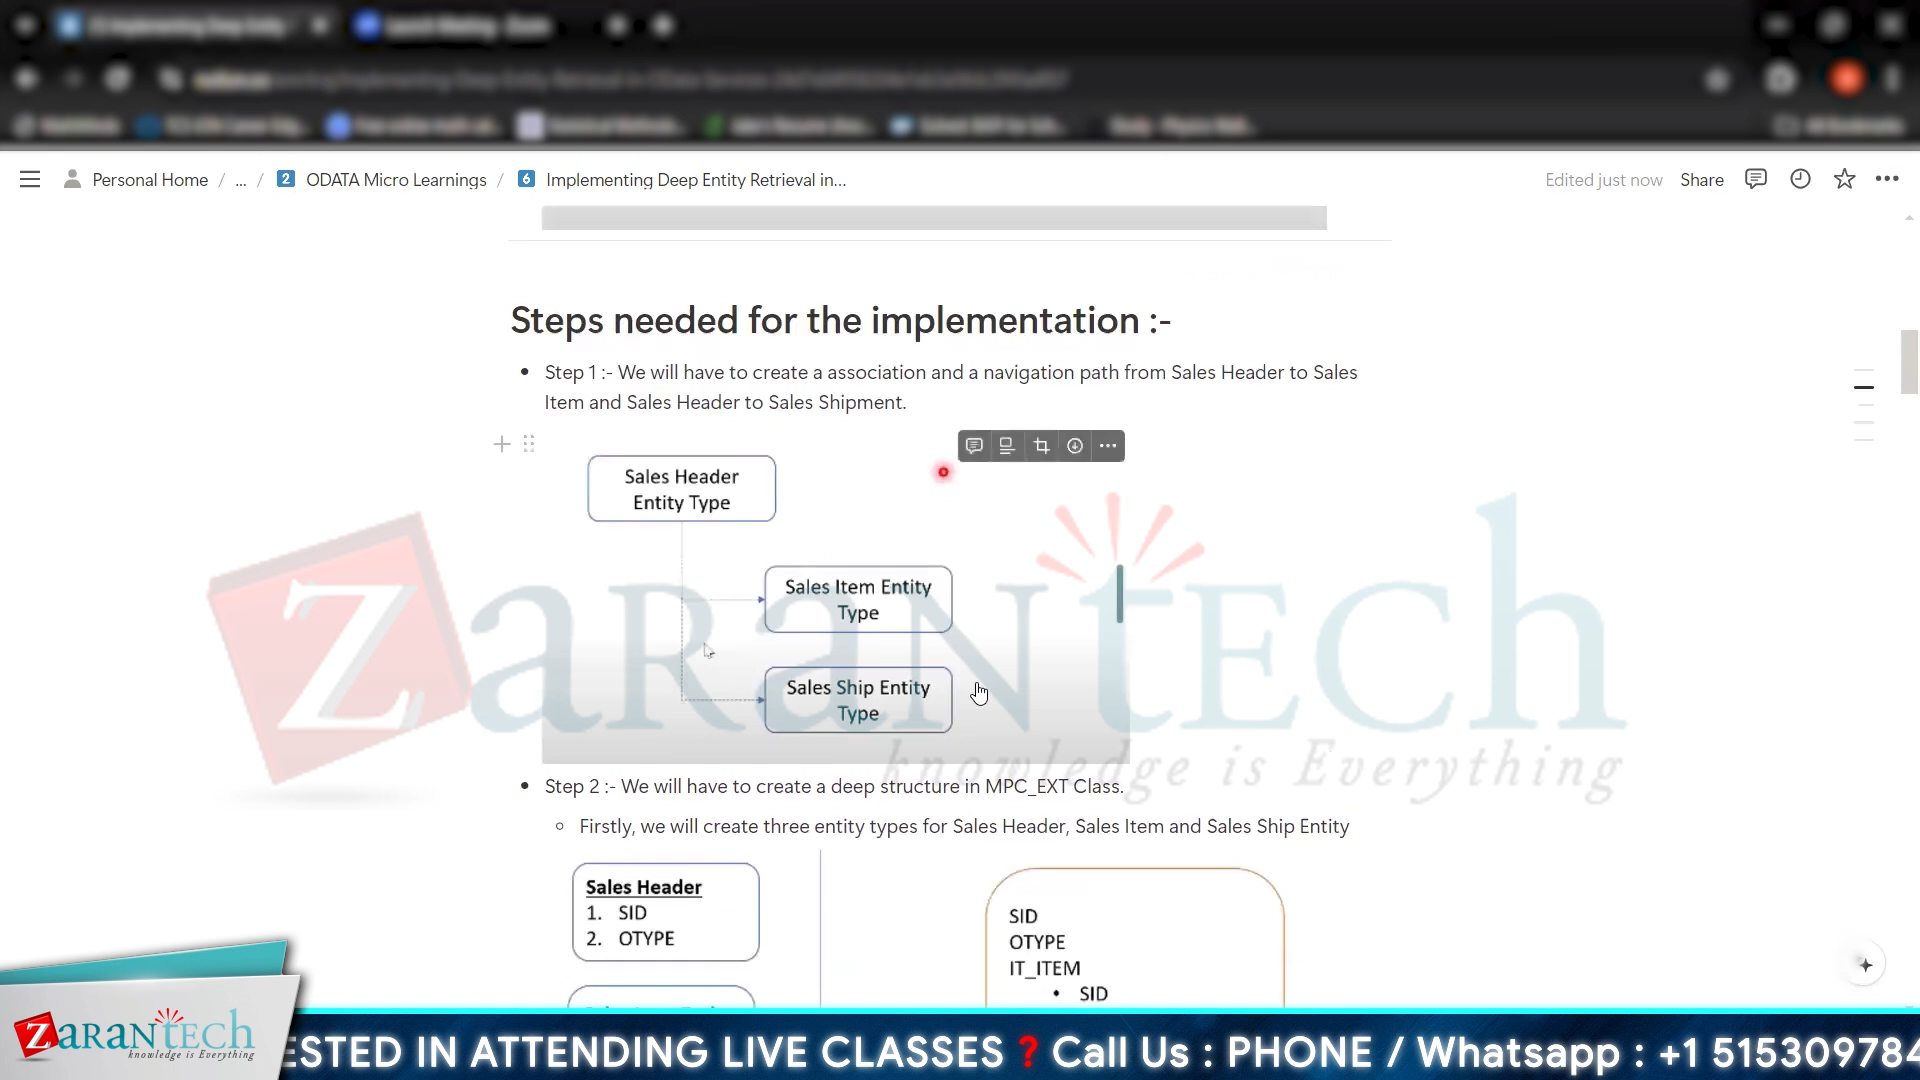 Personal Home / ... / 2 ODATA Micro Learnings / 6 Implementing Deep Entity Retrieval in...
Edited just now Share
Steps needed for the implementation :-
Step 1 :- We will have to create a association and a navigation path from Sales Header to Sales
Item and Sales Header to Sales Shipment.
Sales Header
Entity Type
Sales Item Entity
Type
Sales Ship Entity
Type
ZARANTECH
knowledge is Everything
Step 2 :- We will have to create a deep structure in MPC_EXT Class.
Firstly, we will create three entity types for Sales Header, Sales Item and Sales Ship Entity
Sales Header
1. SID
2. OTYPE
SID
OTYPE
IT_ITEM
• SID
ZARANTECH
knowledge is Everything
ESTED IN ATTENDING LIVE CLASSES ❓ Call Us : PHONE / Whatsapp : +1 515309784